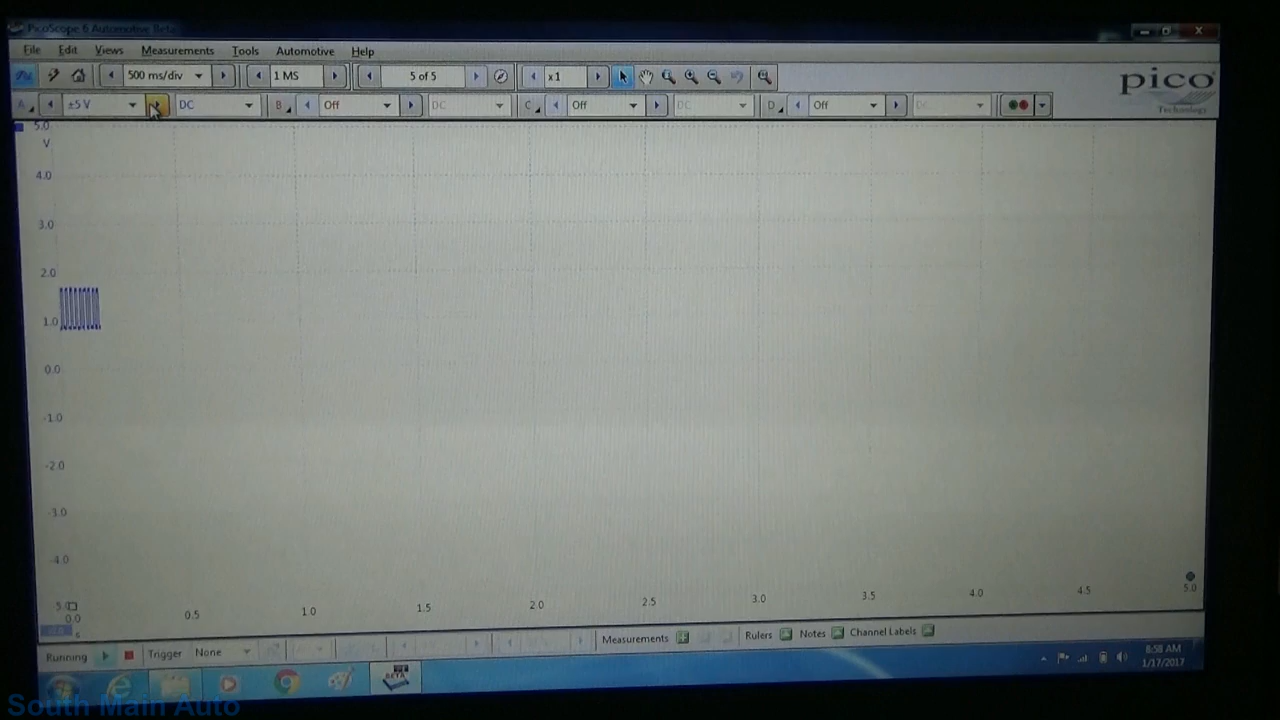 PicoScope 6 Automotive Beta
File Edit Views Measurements Tools Automotive Help
500 ms/div 1 MS 5 of 5 x1
pico
Technology
A ±5 V DC B Off DC C Off DC D Off DC
5.0
V
4.0
3.0
2.0
1.0
0.0
-1.0
-2.0
-3.0
-4.0
0.0 0.5 1.0 1.5 2.0 2.5 3.0 3.5 4.0 4.5 5.0
s
Running Trigger None Measurements Rulers Notes Channel Labels
BETA
8:58 AM
1/17/2017
South Main Auto